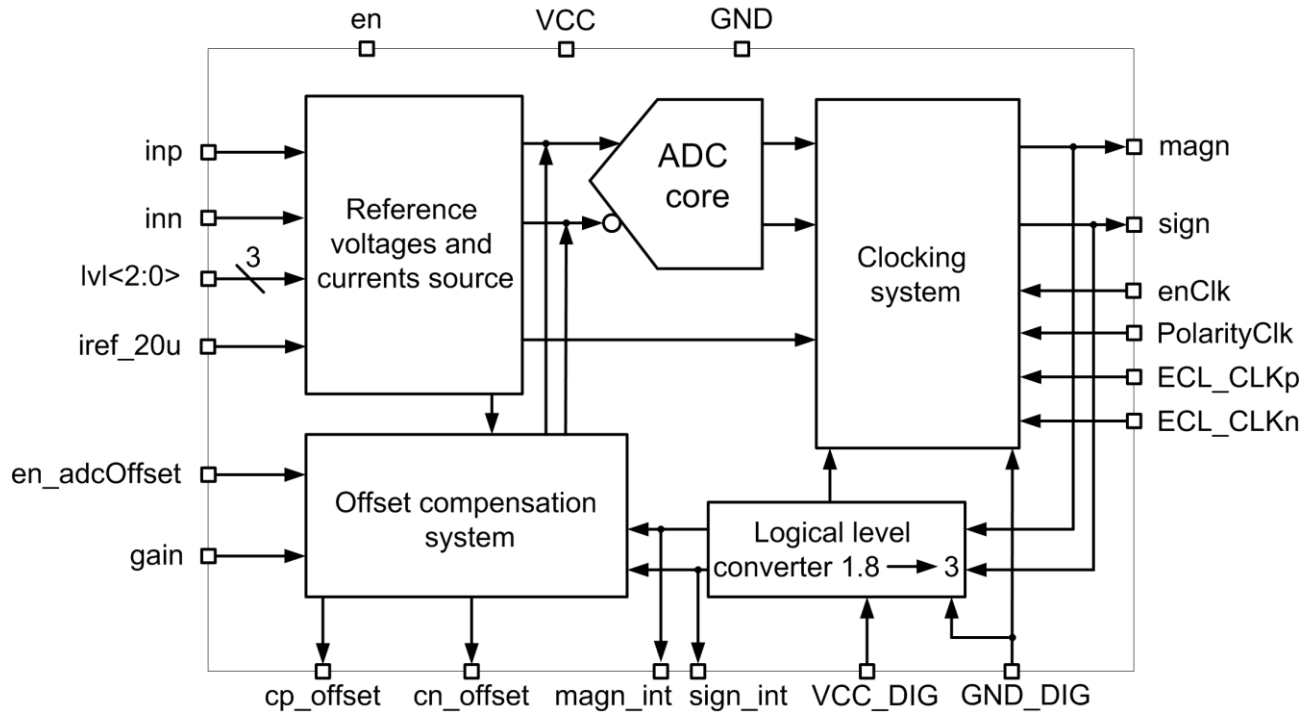 en
VCC
GND
inp
inn
lvl<2:0>
3
iref_20u
en_adcOffset
gain
Reference
voltages and
currents source
ADC
core
Clocking
system
magn
sign
enClk
PolarityClk
ECL_CLKp
ECL_CLKn
Offset compensation
system
Logical level
converter 1.8 → 3
cp_offset
cn_offset
magn_int
sign_int
VCC_DIG
GND_DIG